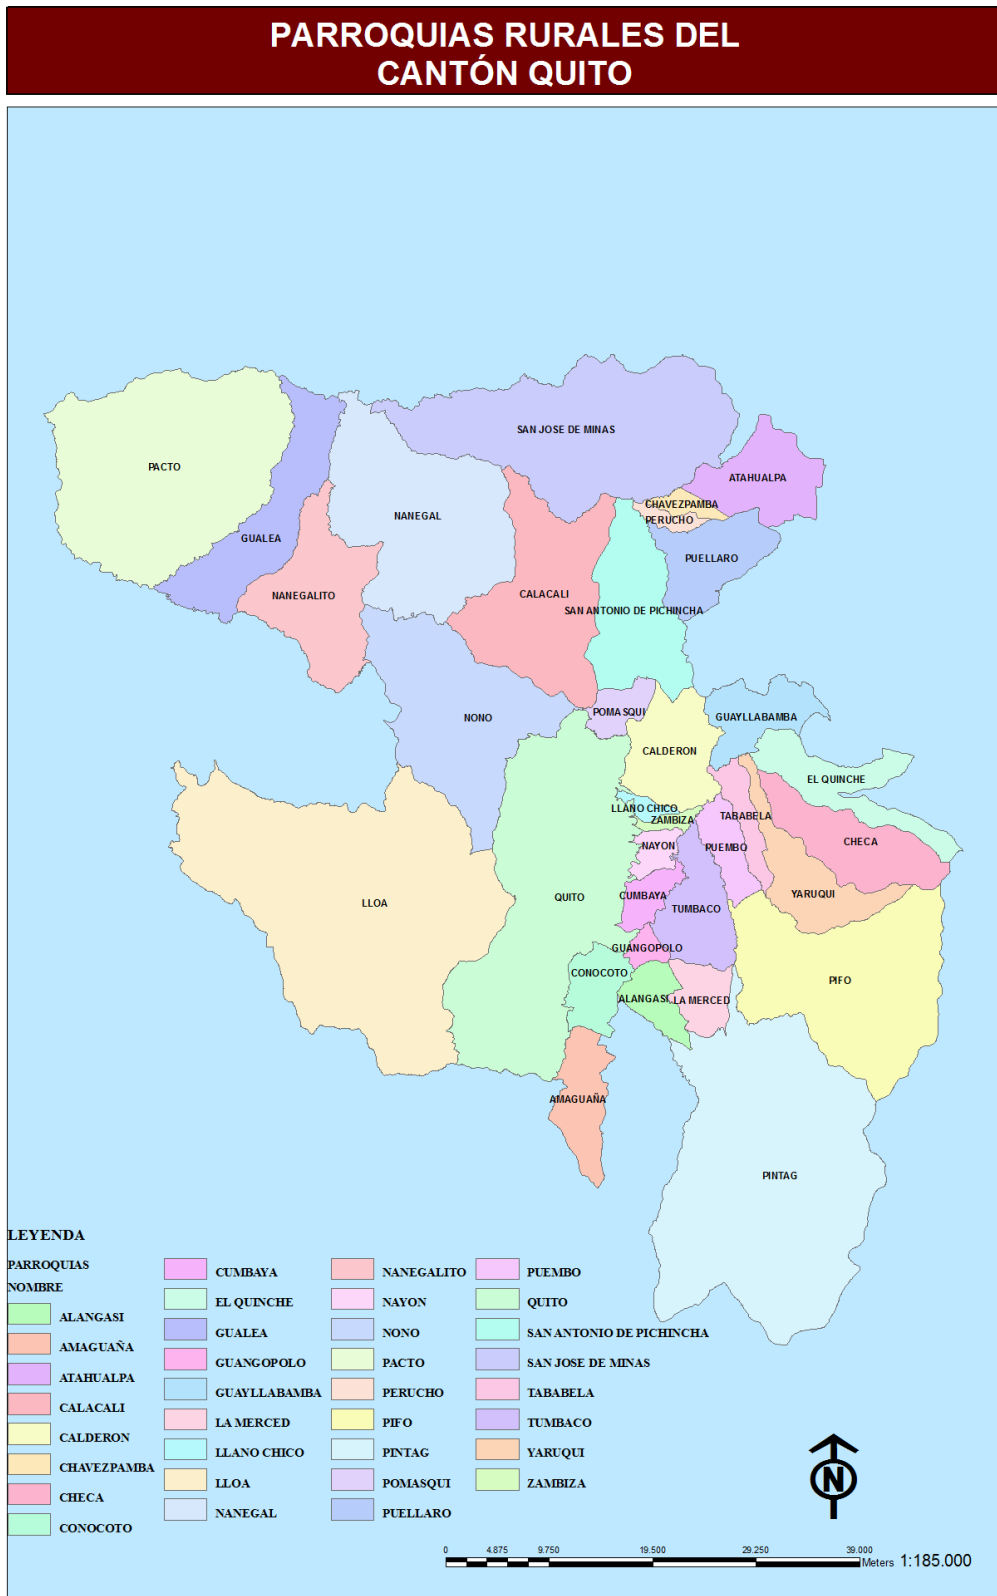 PARROQUIAS RURALES DEL
CANTÓN QUITO
SAN JOSE DE MINAS
PACTO
ATAHUALPA
CHAVEZPAMBA
NANEGAL
PERUCHO
GUALEA
PUELLARO
NANEGALITO
CALACALI
SAN ANTONIO DE PICHINCHA
POMASQUI
NONO
GUAYLLABAMBA
CALDERON
EL QUINCHE
LLANO CHICO
ZAMBIZA
TABABELA
CHECA
NAYON
PUEMBO
YARUQUI
CUMBAYA
QUITO
LLOA
TUMBACO
GUANGOPOLO
CONOCOTO
PIFO
ALANGASI
LA MERCED
AMAGUAÑA
PINTAG
LEYENDA
PARROQUIAS
NOMBRE
ALANGASI
AMAGUAÑA
ATAHUALPA
CALACALI
CALDERON
CHAVEZPAMBA
CHECA
CONOCOTO
CUMBAYA
EL QUINCHE
GUALEA
GUANGOPOLO
GUAYLLABAMBA
LA MERCED
LLANO CHICO
LLOA
NANEGAL
NANEGALITO
NAYON
NONO
PACTO
PERUCHO
PIFO
PINTAG
POMASQUI
PUELLARO
PUEMBO
QUITO
SAN ANTONIO DE PICHINCHA
SAN JOSE DE MINAS
TABABELA
TUMBACO
YARUQUI
ZAMBIZA
N
0 4.875 9.750 19.500 29.250 39.000
Meters 1:185.000